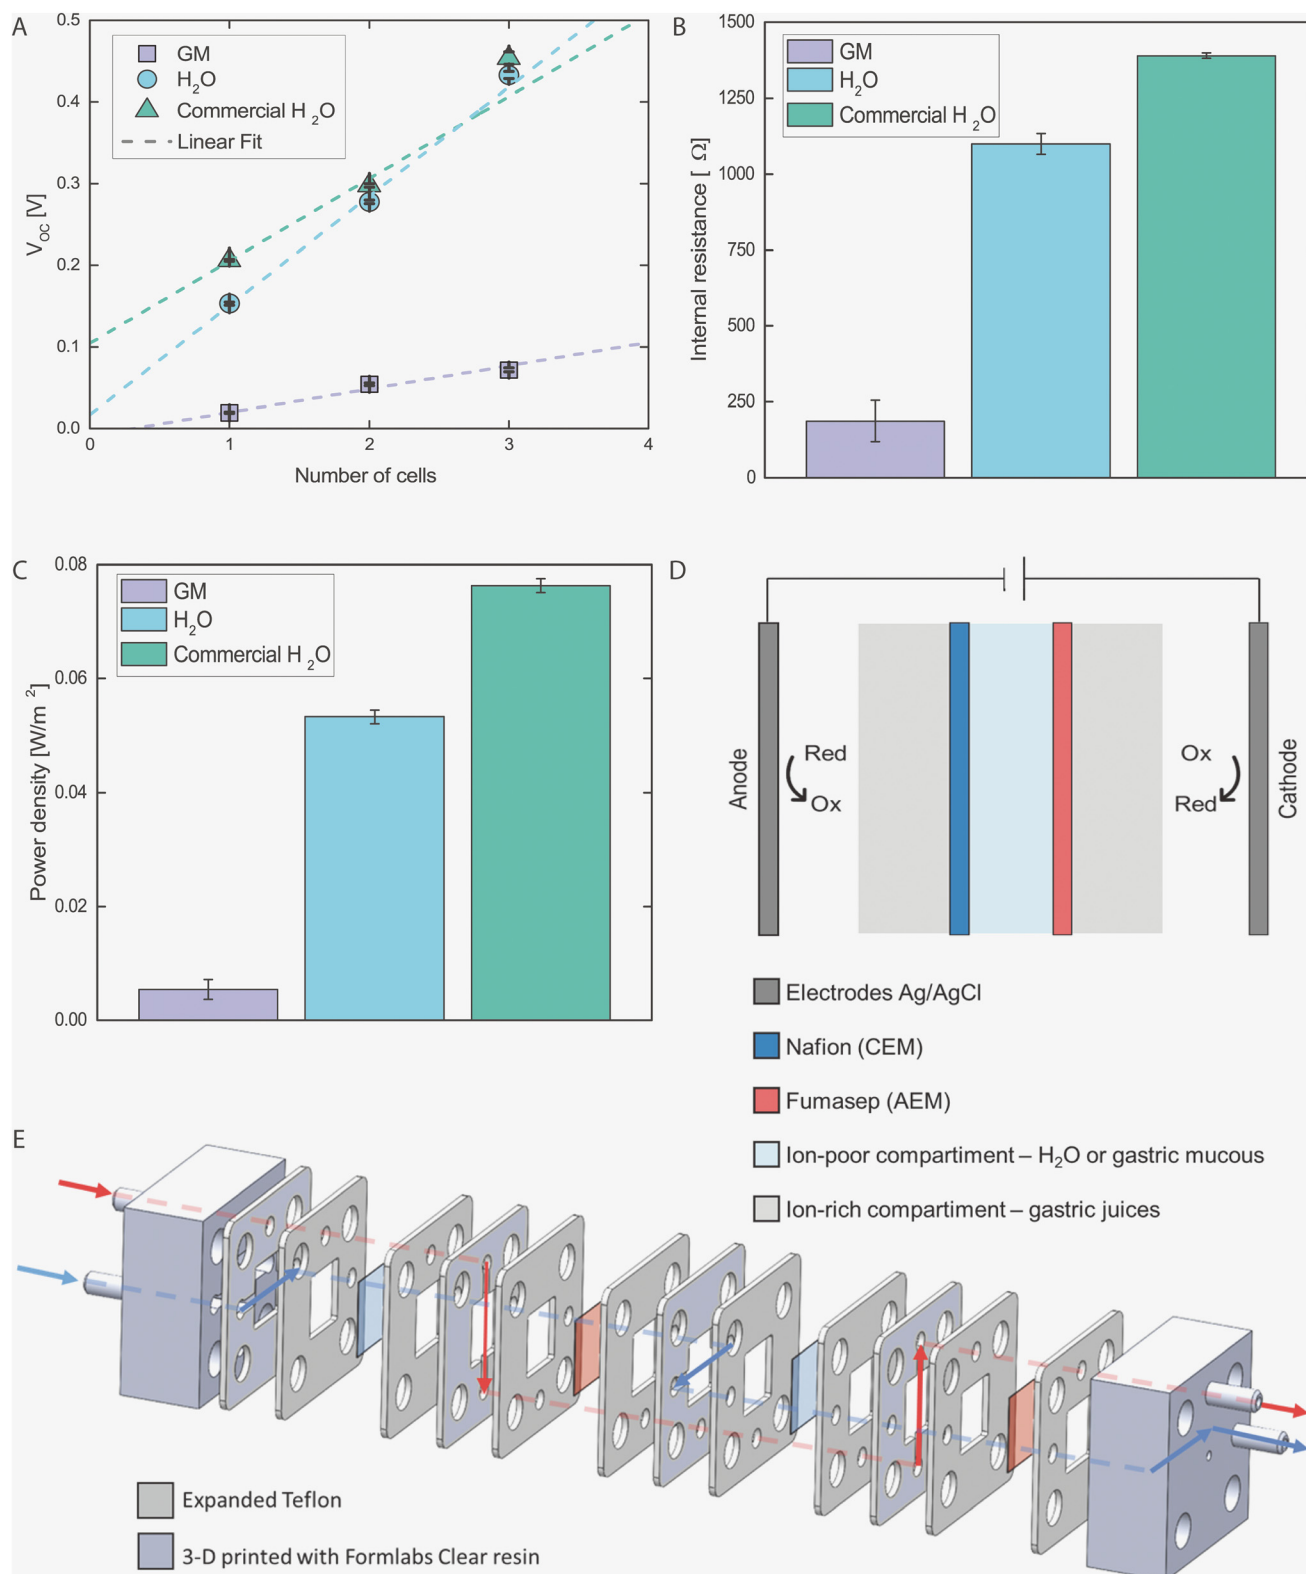 A
0.5
0.4
0.3
0.2
0.1
0.0
V_OC [V]
GM
H2O
Commercial H2O
Linear Fit
0 1 2 3 4
Number of cells
B
1500
1250
1000
750
500
250
0
Internal resistance [ Ω]
GM
H2O
Commercial H2O
C
0.08
0.06
0.04
0.02
0.00
Power density [W/m2]
GM
H2O
Commercial H2O
D
Anode
Red
Ox
Ox
Red
Cathode
Electrodes Ag/AgCl
Nafion (CEM)
Fumasep (AEM)
Ion-poor compartment – H2O or gastric mucous
Ion-rich compartment – gastric juices
E
Expanded Teflon
3-D printed with Formlabs Clear resin